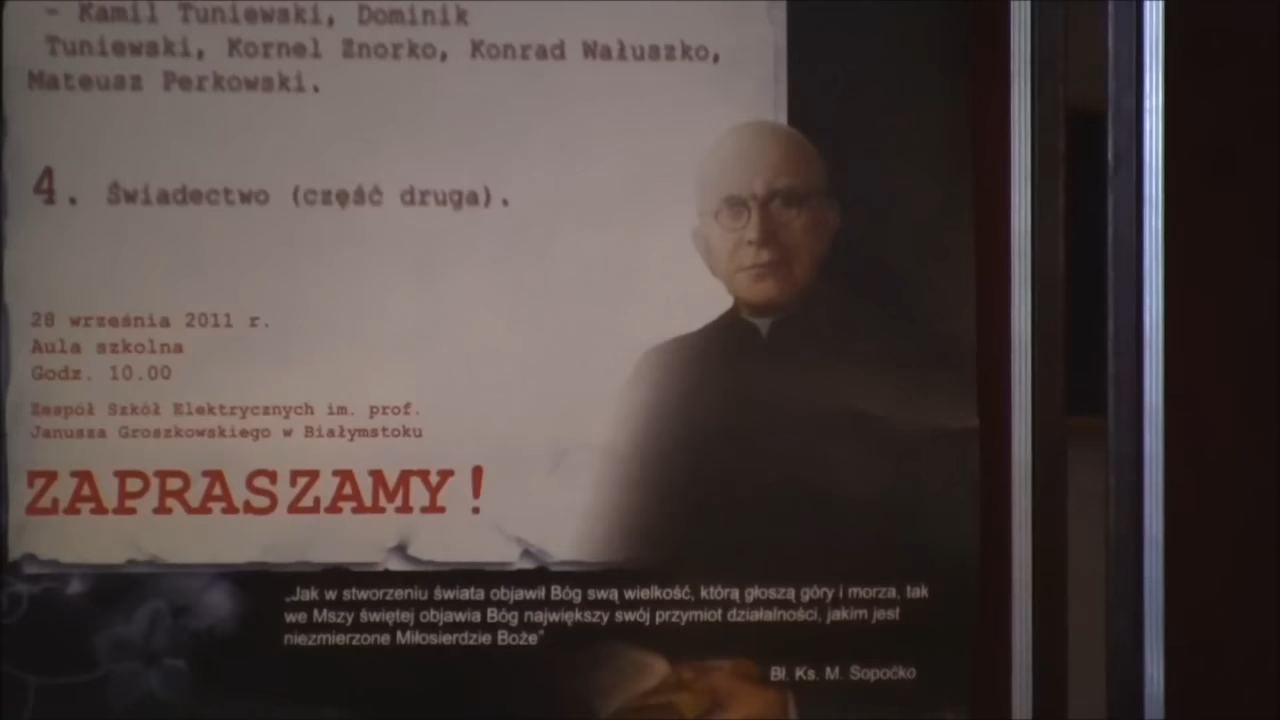 - Kamil Tuniewski, Dominik
Tuniewski, Kornel Znorko, Konrad Wałuszko,
Mateusz Perkowski.
4. Świadectwo (część druga).
28 września 2011 r.
Aula szkolna
Godz. 10.00
Zespół Szkół Elektrycznych im. prof.
Janusza Groszkowskiego w Białymstoku
ZAPRASZAMY!
„Jak w stworzeniu świata objawił Bóg swą wielkość, którą głoszą góry i morza, tak
we Mszy świętej objawia Bóg największy swój przymiot działalności, jakim jest
niezmierzone Miłosierdzie Boże"
Bł. Ks. M. Sopoćko